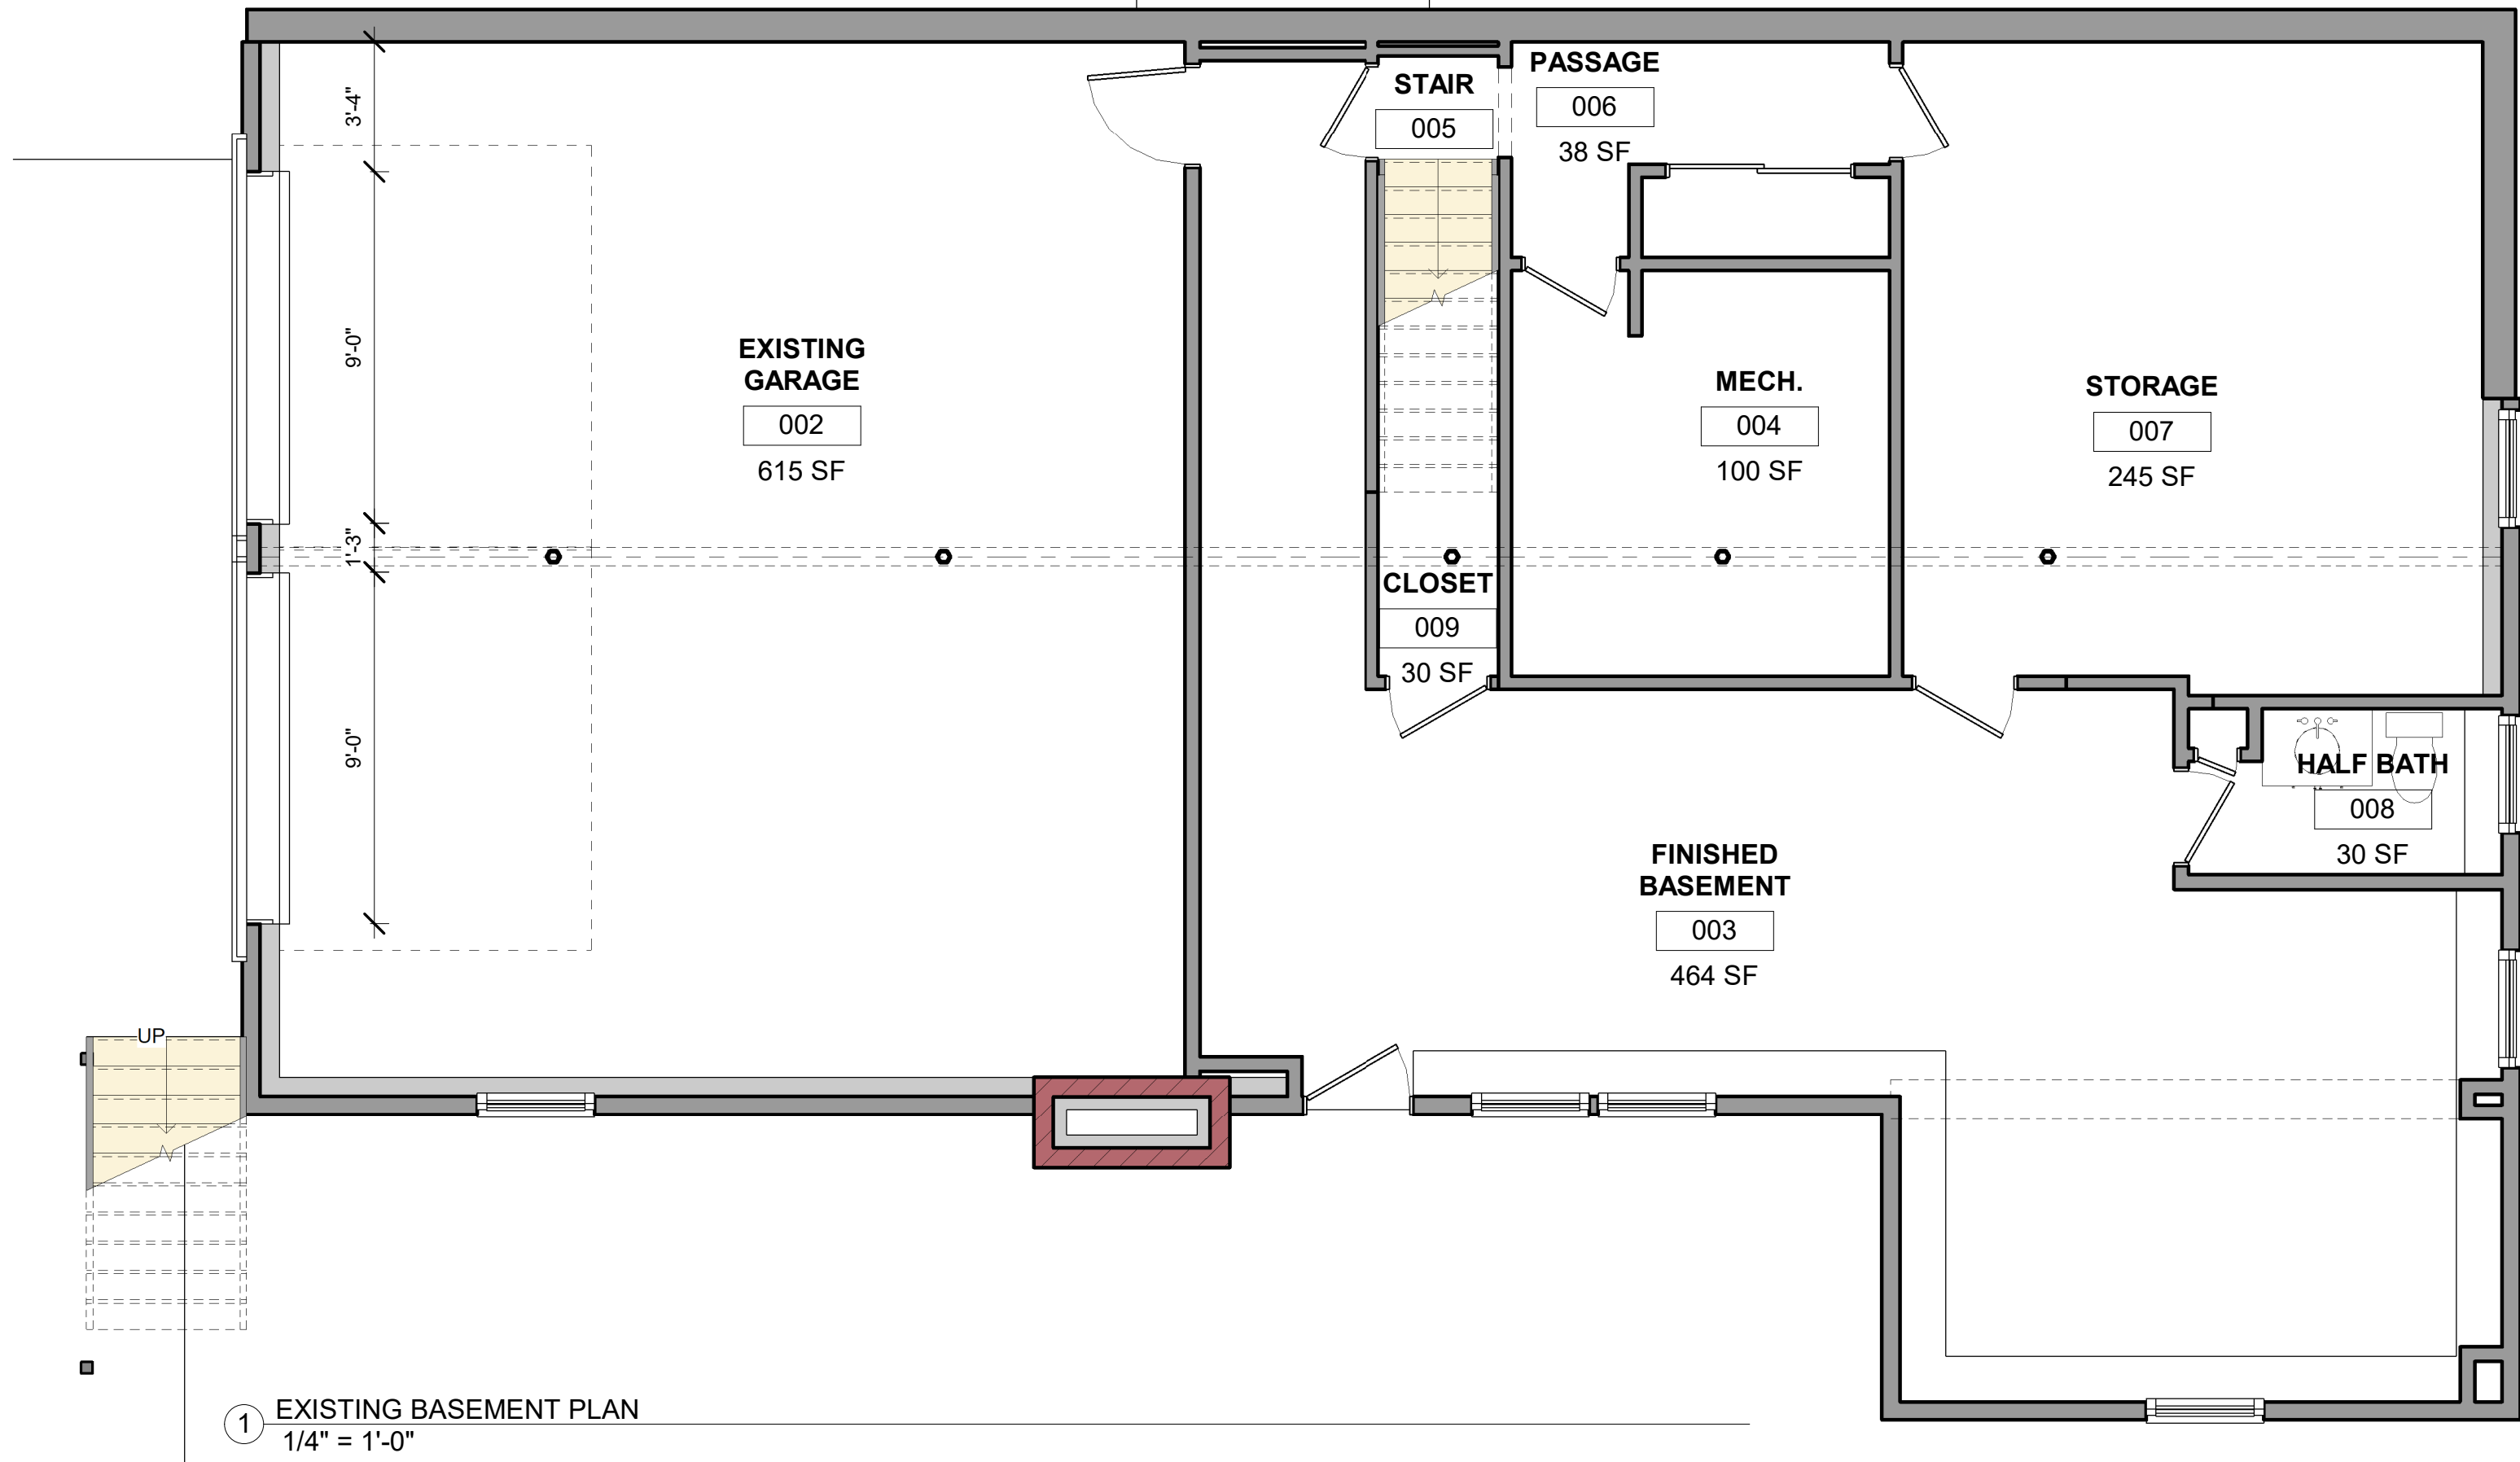 3'-4"
9'-0"
1'-3"
9'-0"
EXISTING
GARAGE
002
615 SF
STAIR
005
PASSAGE
006
38 SF
MECH.
004
100 SF
STORAGE
007
245 SF
CLOSET
009
30 SF
HALF BATH
008
30 SF
FINISHED
BASEMENT
003
464 SF
UP
1
EXISTING BASEMENT PLAN
1/4" = 1'-0"